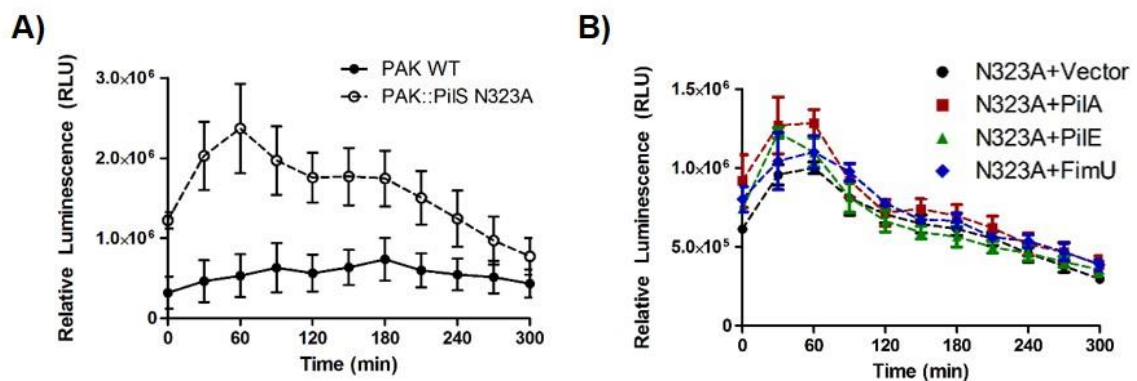 A)
Relative Luminescence (RLU)
3.0×10⁶
2.0×10⁶
1.0×10⁶
0
0 60 120 180 240 300
Time (min)
PAK WT
PAK::PilS N323A
B)
Relative Luminescence (RLU)
1.5×10⁶
1.0×10⁶
5.0×10⁵
0
0 60 120 180 240 300
Time (min)
N323A+Vector
N323A+PilA
N323A+PilE
N323A+FimU